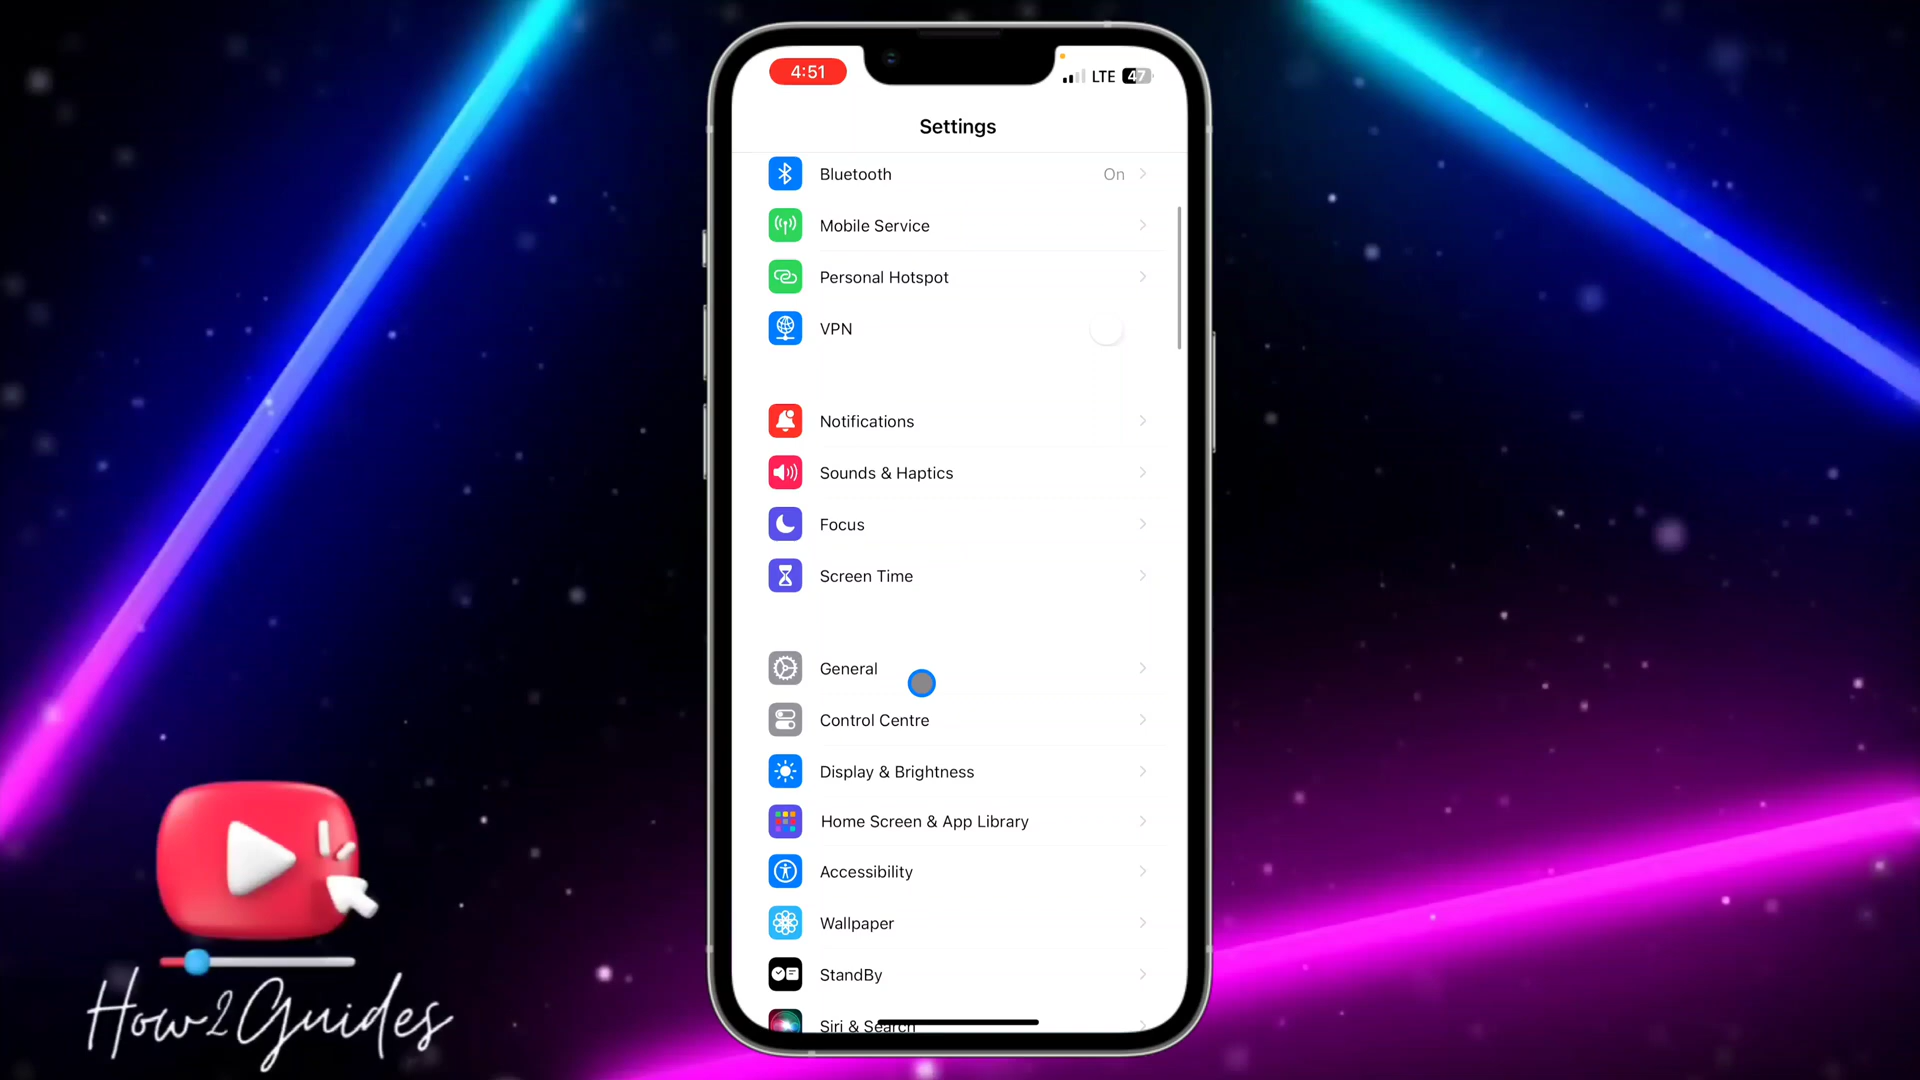 4:51 LTE 47
Settings
Bluetooth On
Mobile Service
Personal Hotspot
VPN
Notifications
Sounds & Haptics
Focus
Screen Time
General
Control Centre
Display & Brightness
Home Screen & App Library
Accessibility
Wallpaper
StandBy
Siri & Search
How2Guides